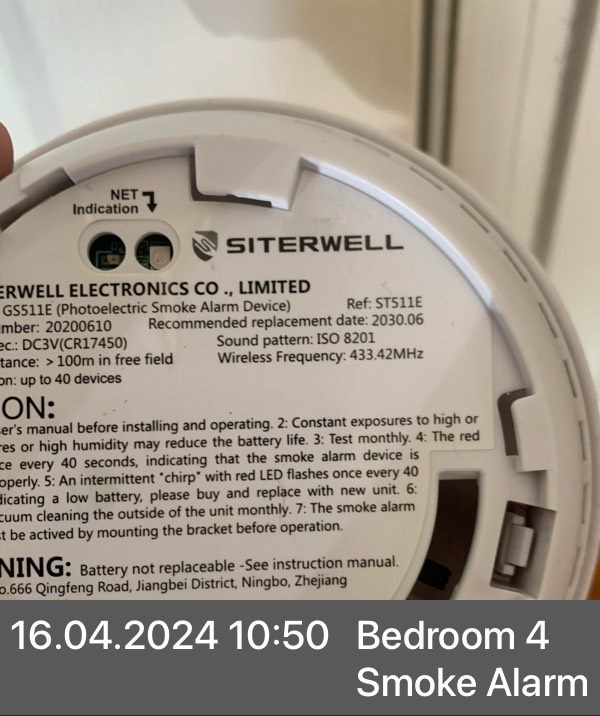 NET
Indication
SITERWELL
ERWELL ELECTRONICS CO ., LIMITED
GS511E (Photoelectric Smoke Alarm Device) Ref: ST511E
mber: 20200610 Recommended replacement date: 2030.06
ec.: DC3V(CR17450) Sound pattern: ISO 8201
tance: >100m in free field Wireless Frequency: 433.42MHz
on: up to 40 devices
ON:
er's manual before installing and operating. 2: Constant exposures to high or
res or high humidity may reduce the battery life. 3: Test monthly. 4: The red
ce every 40 seconds, indicating that the smoke alarm device is
operly. 5: An intermittent "chirp" with red LED flashes once every 40
dicating a low battery, please buy and replace with new unit. 6:
cuum cleaning the outside of the unit monthly. 7: The smoke alarm
t be actived by mounting the bracket before operation.
NING: Battery not replaceable -See instruction manual.
o.666 Qingfeng Road, Jiangbei District, Ningbo, Zhejiang
16.04.2024 10:50 Bedroom 4
Smoke Alarm